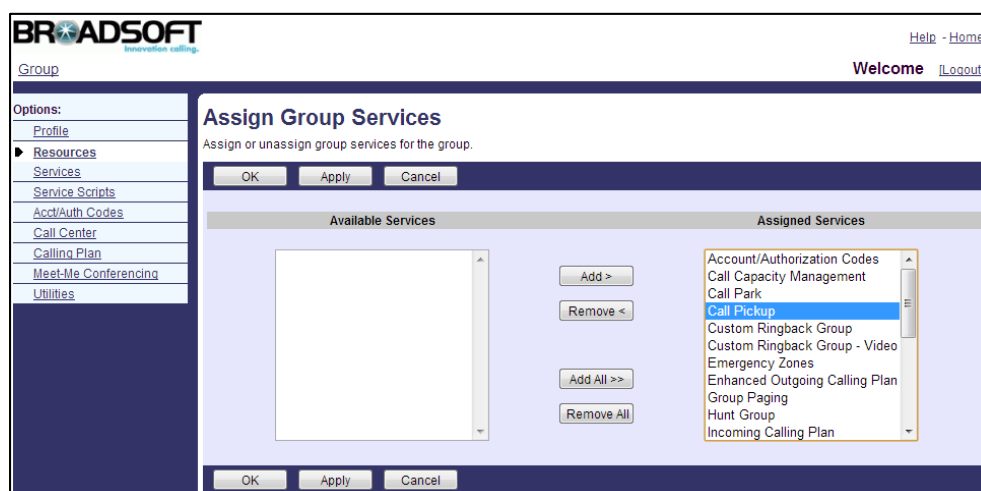 BROADSOFT
Innovation calling.
Help - Home
Group
Welcome [Logout
Options:
Profile
Resources
Services
Service Scripts
Acct/Auth Codes
Call Center
Calling Plan
Meet-Me Conferencing
Utilities
Assign Group Services
Assign or unassign group services for the group.
OK Apply Cancel
Available Services Assigned Services
Add >
Remove <
Add All >>
Remove All
Account/Authorization Codes
Call Capacity Management
Call Park
Call Pickup
Custom Ringback Group
Custom Ringback Group - Video
Emergency Zones
Enhanced Outgoing Calling Plan
Group Paging
Hunt Group
Incoming Calling Plan
OK Apply Cancel